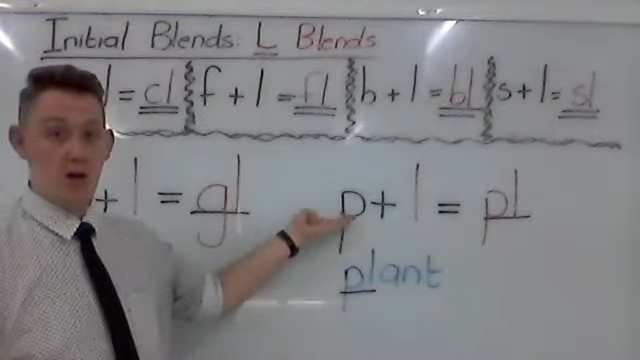 Initial Blends: L Blends
l = cl f + l = fl b + l = bl s + l = sl
+ l = gl p + l = pl
plant